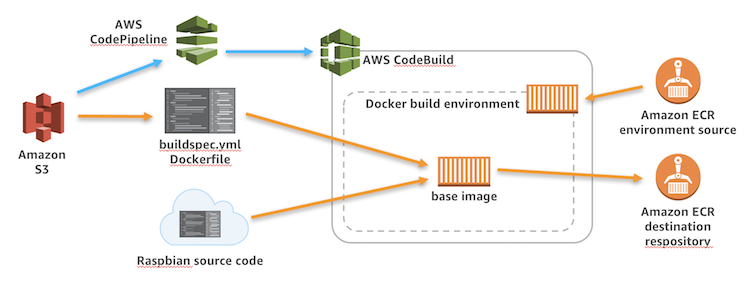 AWS
CodePipeline
AWS CodeBuild
Docker build environment
Amazon ECR
environment source
Amazon
S3
buildspec.yml
Dockerfile
base image
Amazon ECR
destination
respository
Raspbian source code